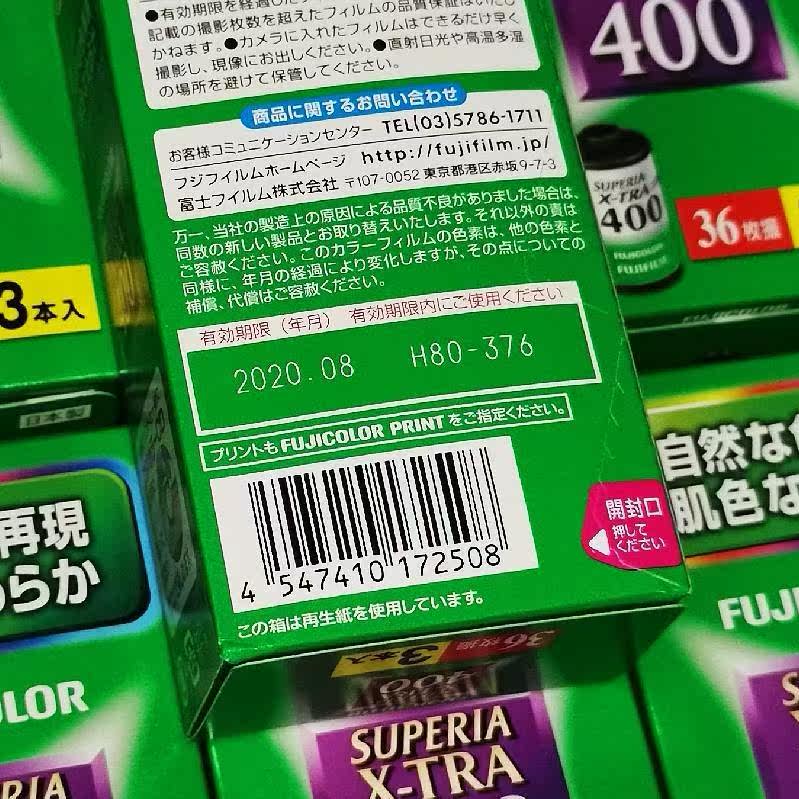 ●有効期限を経過した
記載の撮影枚数を超えたフィルムの品質保証はいたし
かねます。●カメラに入れたフィルムはできるだけ早く
撮影し、現像にお出しください。●直射日光や高温多湿
の場所を避けて保管してください。
商品に関するお問い合わせ
お客様コミュニケーションセンター TEL(03)5786-1711
フジフイルムホームページ http://fujifilm.jp/
富士フイルム株式会社 〒107-0052 東京都港区赤坂9-7-3
万一、当社の製造上の原因による品質不良がありました場合は、
同数の新しい製品とお取り替えいたします。それ以外の責は
ご容赦ください。このカラーフィルムの色素は、他の色素と
同様に、年月の経過により変化しますが、その点についての
補償、代償はご容赦ください。
有効期限(年月) 有効期限内にご使用ください
2020.08 H80-376
プリントも FUJICOLOR PRINT をご指定ください。
4 547410 172508
この箱は再生紙を使用しています。
開封口
押して
ください
36枚撮
3本入
400
SUPERIA
X-TRA
400
SUPERIA
X-TRA
400
FUJICOLOR
FUJIFILM
36枚撮
3本入
日本製
再現
らか
COLOR
RIA
自然な色
肌色な
FUJI